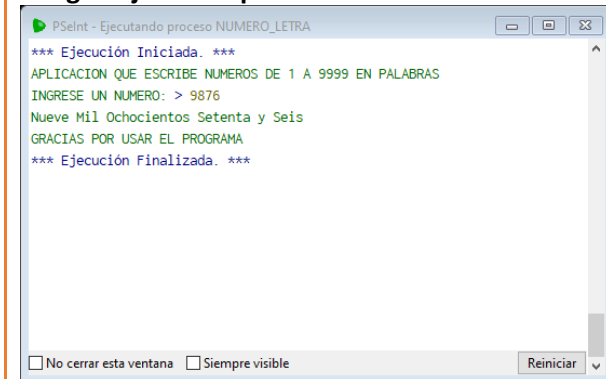 PSeInt - Ejecutando proceso NUMERO_LETRA
*** Ejecución Iniciada. ***
APLICACION QUE ESCRIBE NUMEROS DE 1 A 9999 EN PALABRAS
INGRESE UN NUMERO: > 9876
Nueve Mil Ochocientos Setenta y Seis
GRACIAS POR USAR EL PROGRAMA
*** Ejecución Finalizada. ***
No cerrar esta ventana Siempre visible Reiniciar